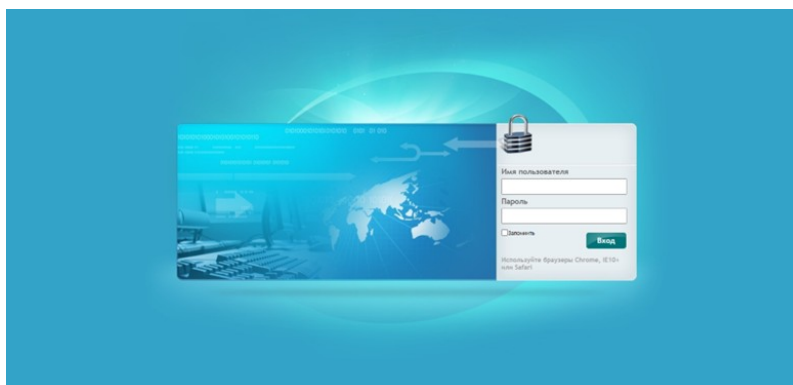 Имя пользователя
Пароль
Запомнить
Вход
Используйте браузеры Chrome, IE10+
или Safari